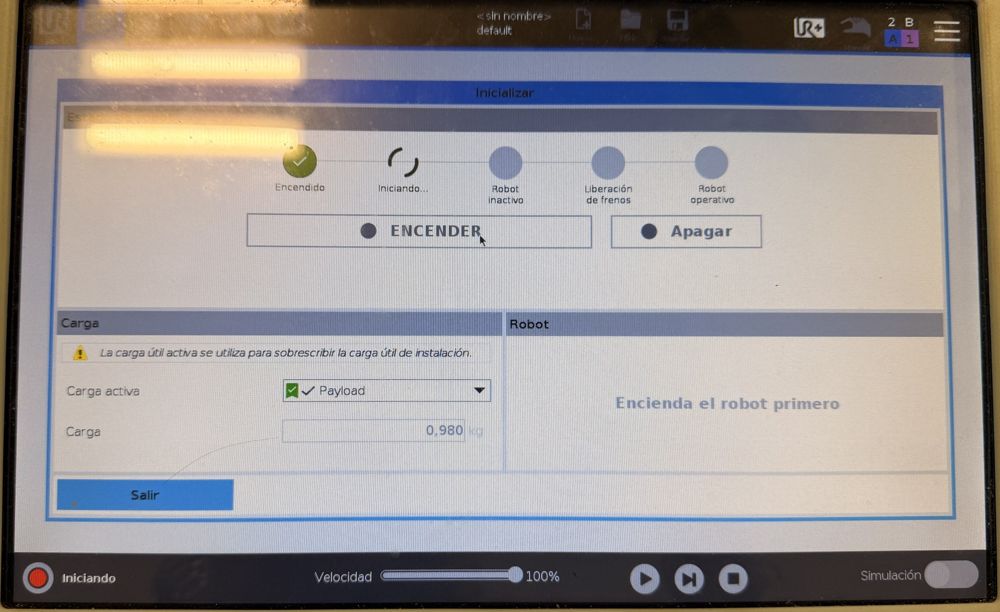 <sin nombre>
default
UR+
2 B
A 1
Inicializar
Encendido
Iniciando...
Robot
inactivo
Liberación
de frenos
Robot
operativo
ENCENDER
Apagar
Carga
Robot
La carga útil activa se utiliza para sobrescribir la carga útil de instalación.
Carga activa
Payload
Encienda el robot primero
Carga
0,980 kg
Salir
Iniciando
Velocidad
100%
Simulación